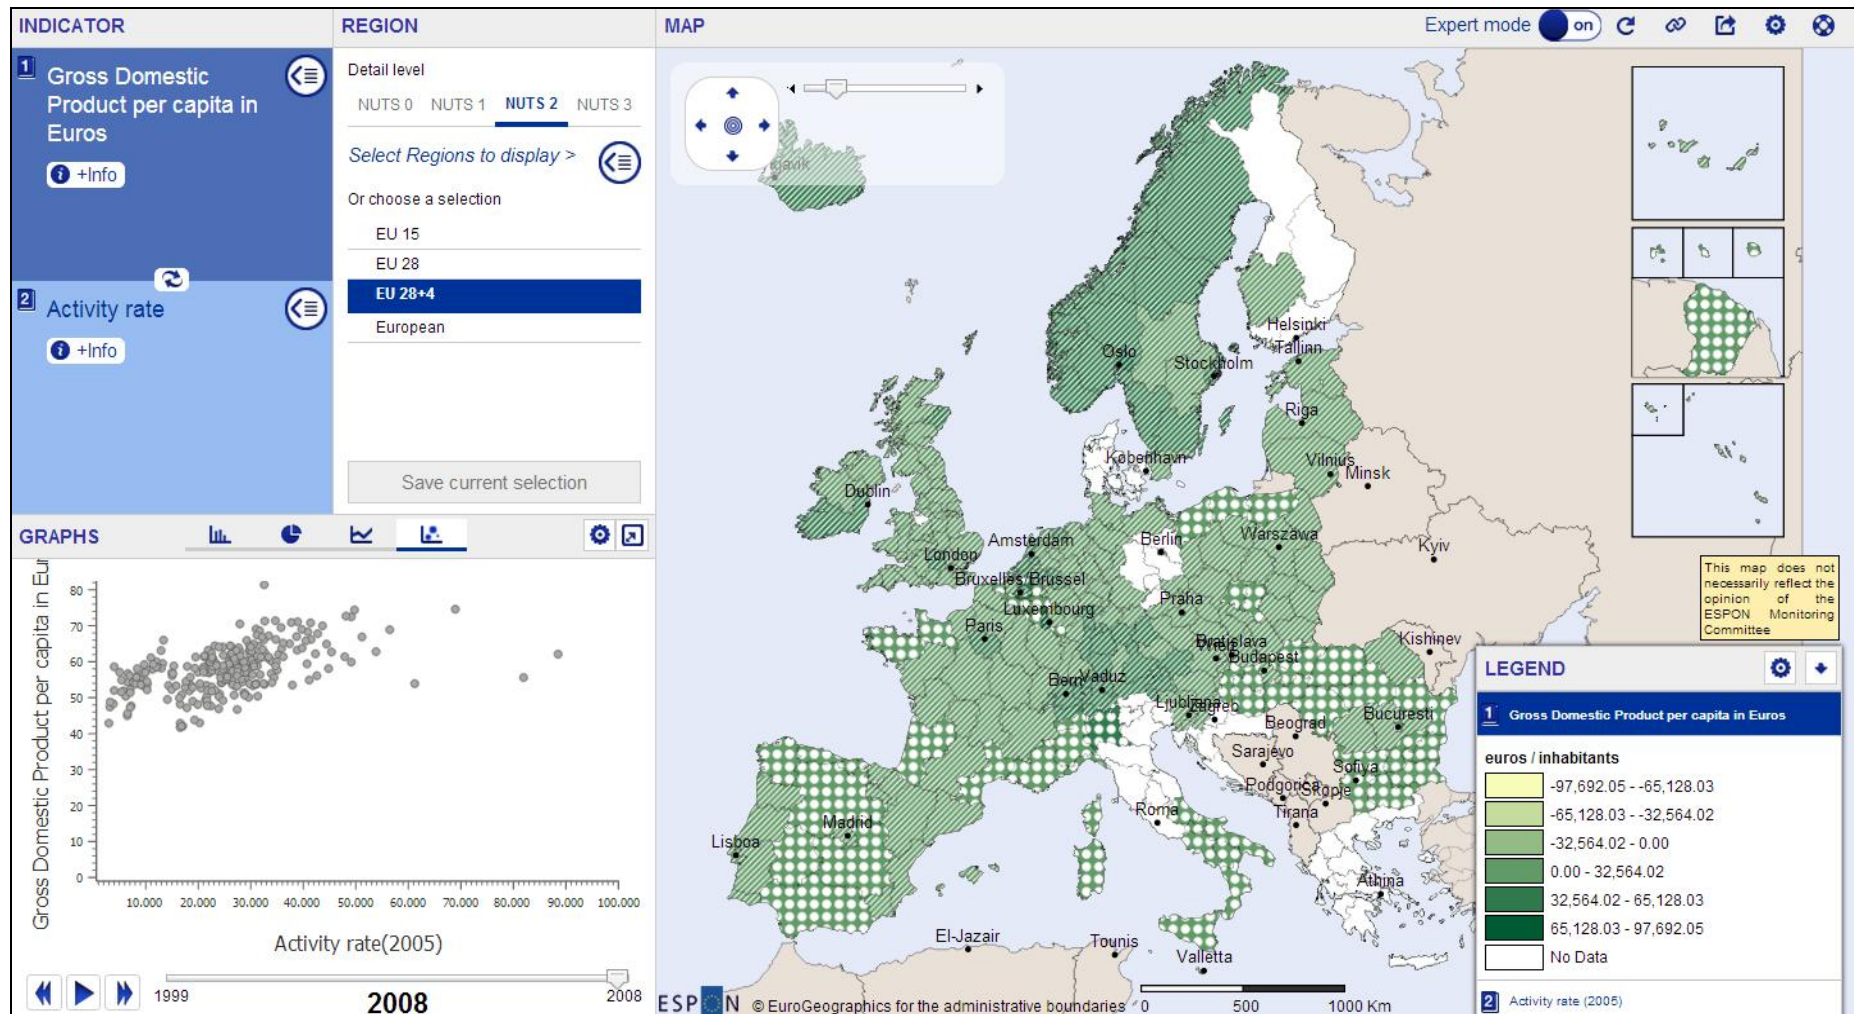 INDICATOR
1
Gross Domestic
Product per capita in
Euros
i +Info
2
Activity rate
i +Info
REGION
Detail level
NUTS 0 NUTS 1 NUTS 2 NUTS 3
Select Regions to display >
Or choose a selection
EU 15
EU 28
EU 28+4
European
Save current selection
GRAPHS
Gross Domestic Product per capita in Eur
80
70
60
50
40
30
20
10
0
10.000 20.000 30.000 40.000 50.000 60.000 70.000 80.000 90.000 100.000
Activity rate(2005)
1999
2008
2008
MAP
Expert mode on
Helsinki
Tallinn
Oslo
Stockholm
Riga
København
Vilnius
Minsk
Dublin
Amsterdam
Berlin
Warszawa
Kyiv
London
Bruxelles/Brussel
Luxembourg
Praha
Paris
Bratislava
Wien
Budapest
Kishinev
Bern
Vaduz
Ljubljana
Zagreb
Beograd
Bucuresti
Sarajevo
Sofiya
Podgorica
Skopje
Tirana
Roma
Madrid
Lisboa
Athina
El-Jazair
Tounis
Valletta
This map does not
necessarily reflect the
opinion of the
ESPON Monitoring
Committee
LEGEND
1 Gross Domestic Product per capita in Euros
euros / inhabitants
-97,692.05 - -65,128.03
-65,128.03 - -32,564.02
-32,564.02 - 0.00
0.00 - 32,564.02
32,564.02 - 65,128.03
65,128.03 - 97,692.05
No Data
2 Activity rate (2005)
ESPON © EuroGeographics for the administrative boundaries
0 500 1000 Km